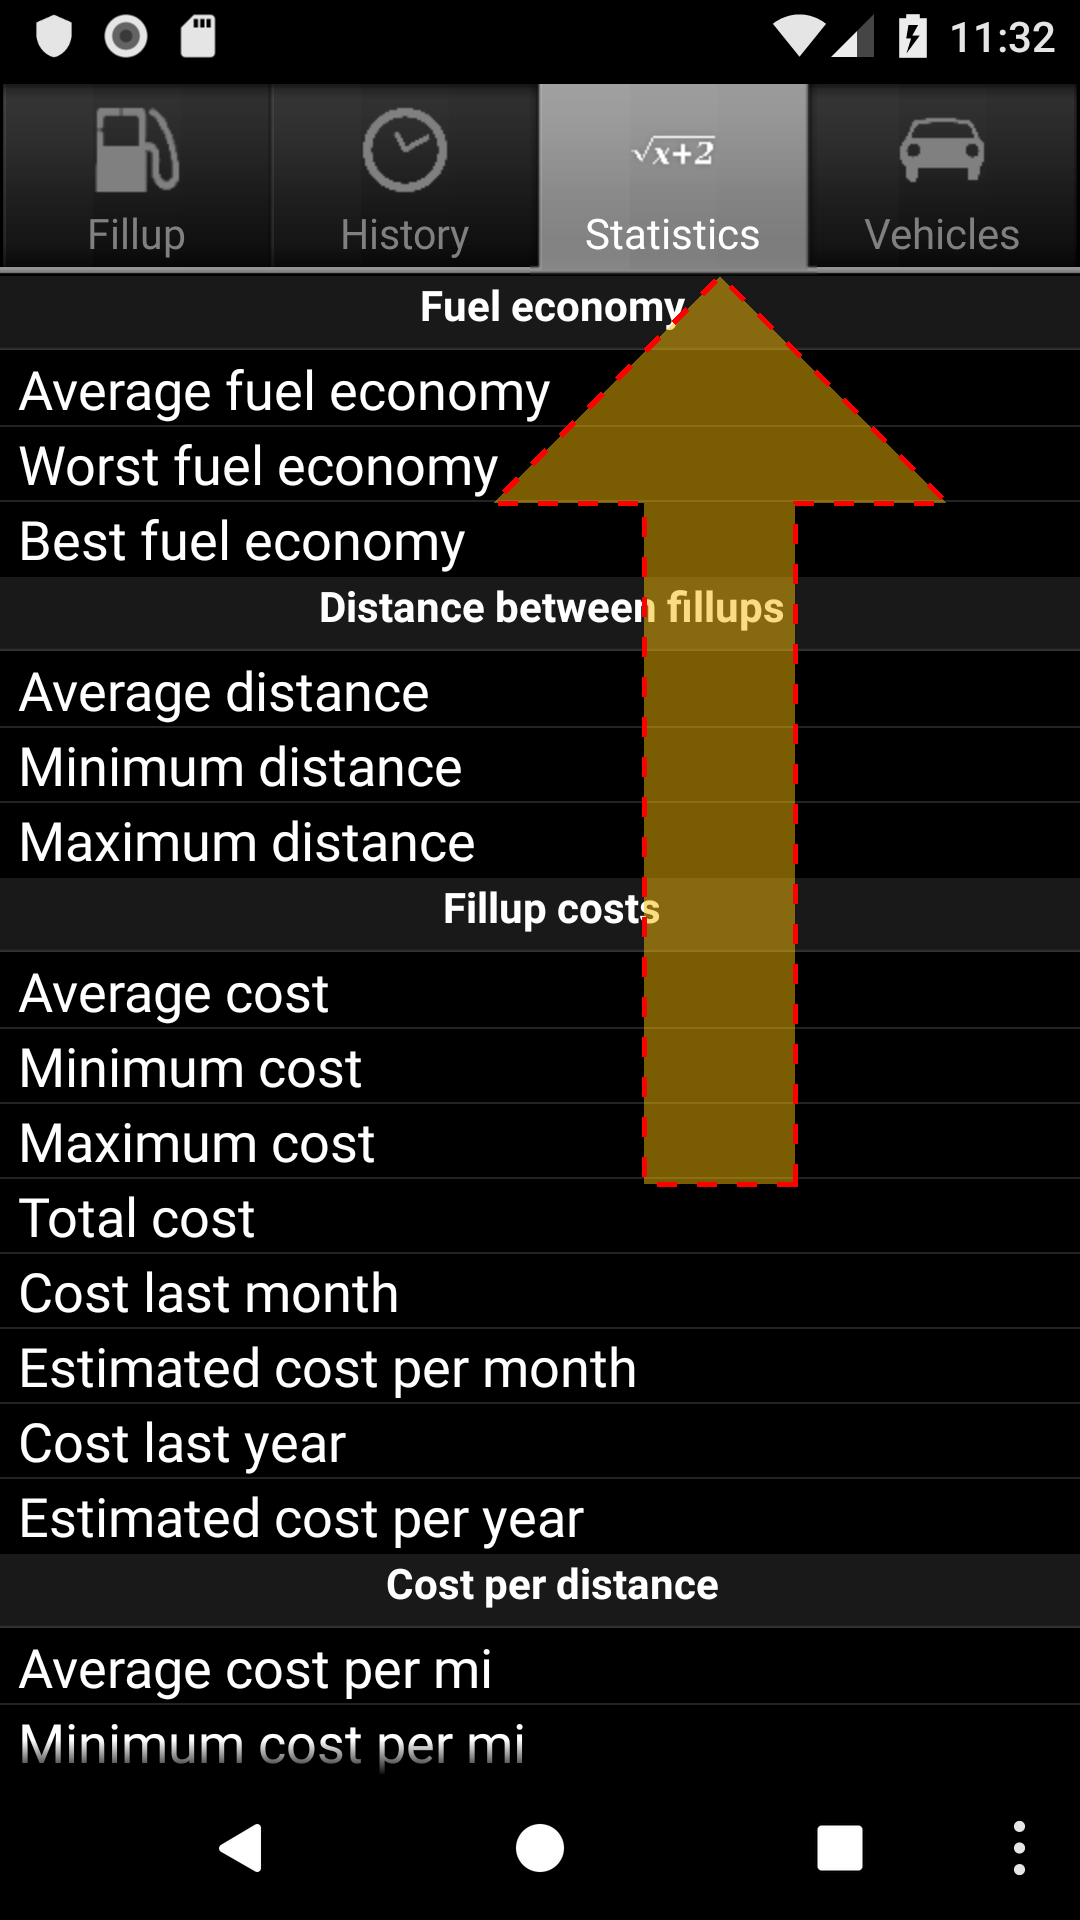 11:32
Fillup
History
√x+2
Statistics
Vehicles
Fuel economy
Average fuel economy
Worst fuel economy
Best fuel economy
Distance between fillups
Average distance
Minimum distance
Maximum distance
Fillup costs
Average cost
Minimum cost
Maximum cost
Total cost
Cost last month
Estimated cost per month
Cost last year
Estimated cost per year
Cost per distance
Average cost per mi
Minimum cost per mi